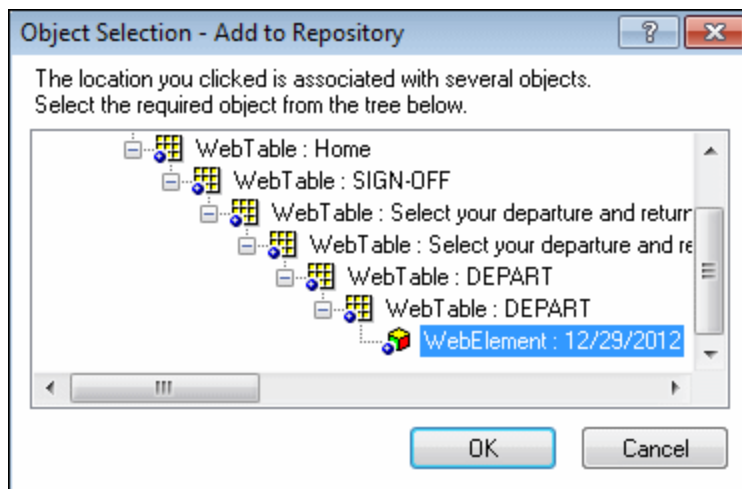 Object Selection - Add to Repository
The location you clicked is associated with several objects.
Select the required object from the tree below.
WebTable : Home
WebTable : SIGN-OFF
WebTable : Select your departure and return
WebTable : Select your departure and re
WebTable : DEPART
WebTable : DEPART
WebElement : 12/29/2012
OK Cancel